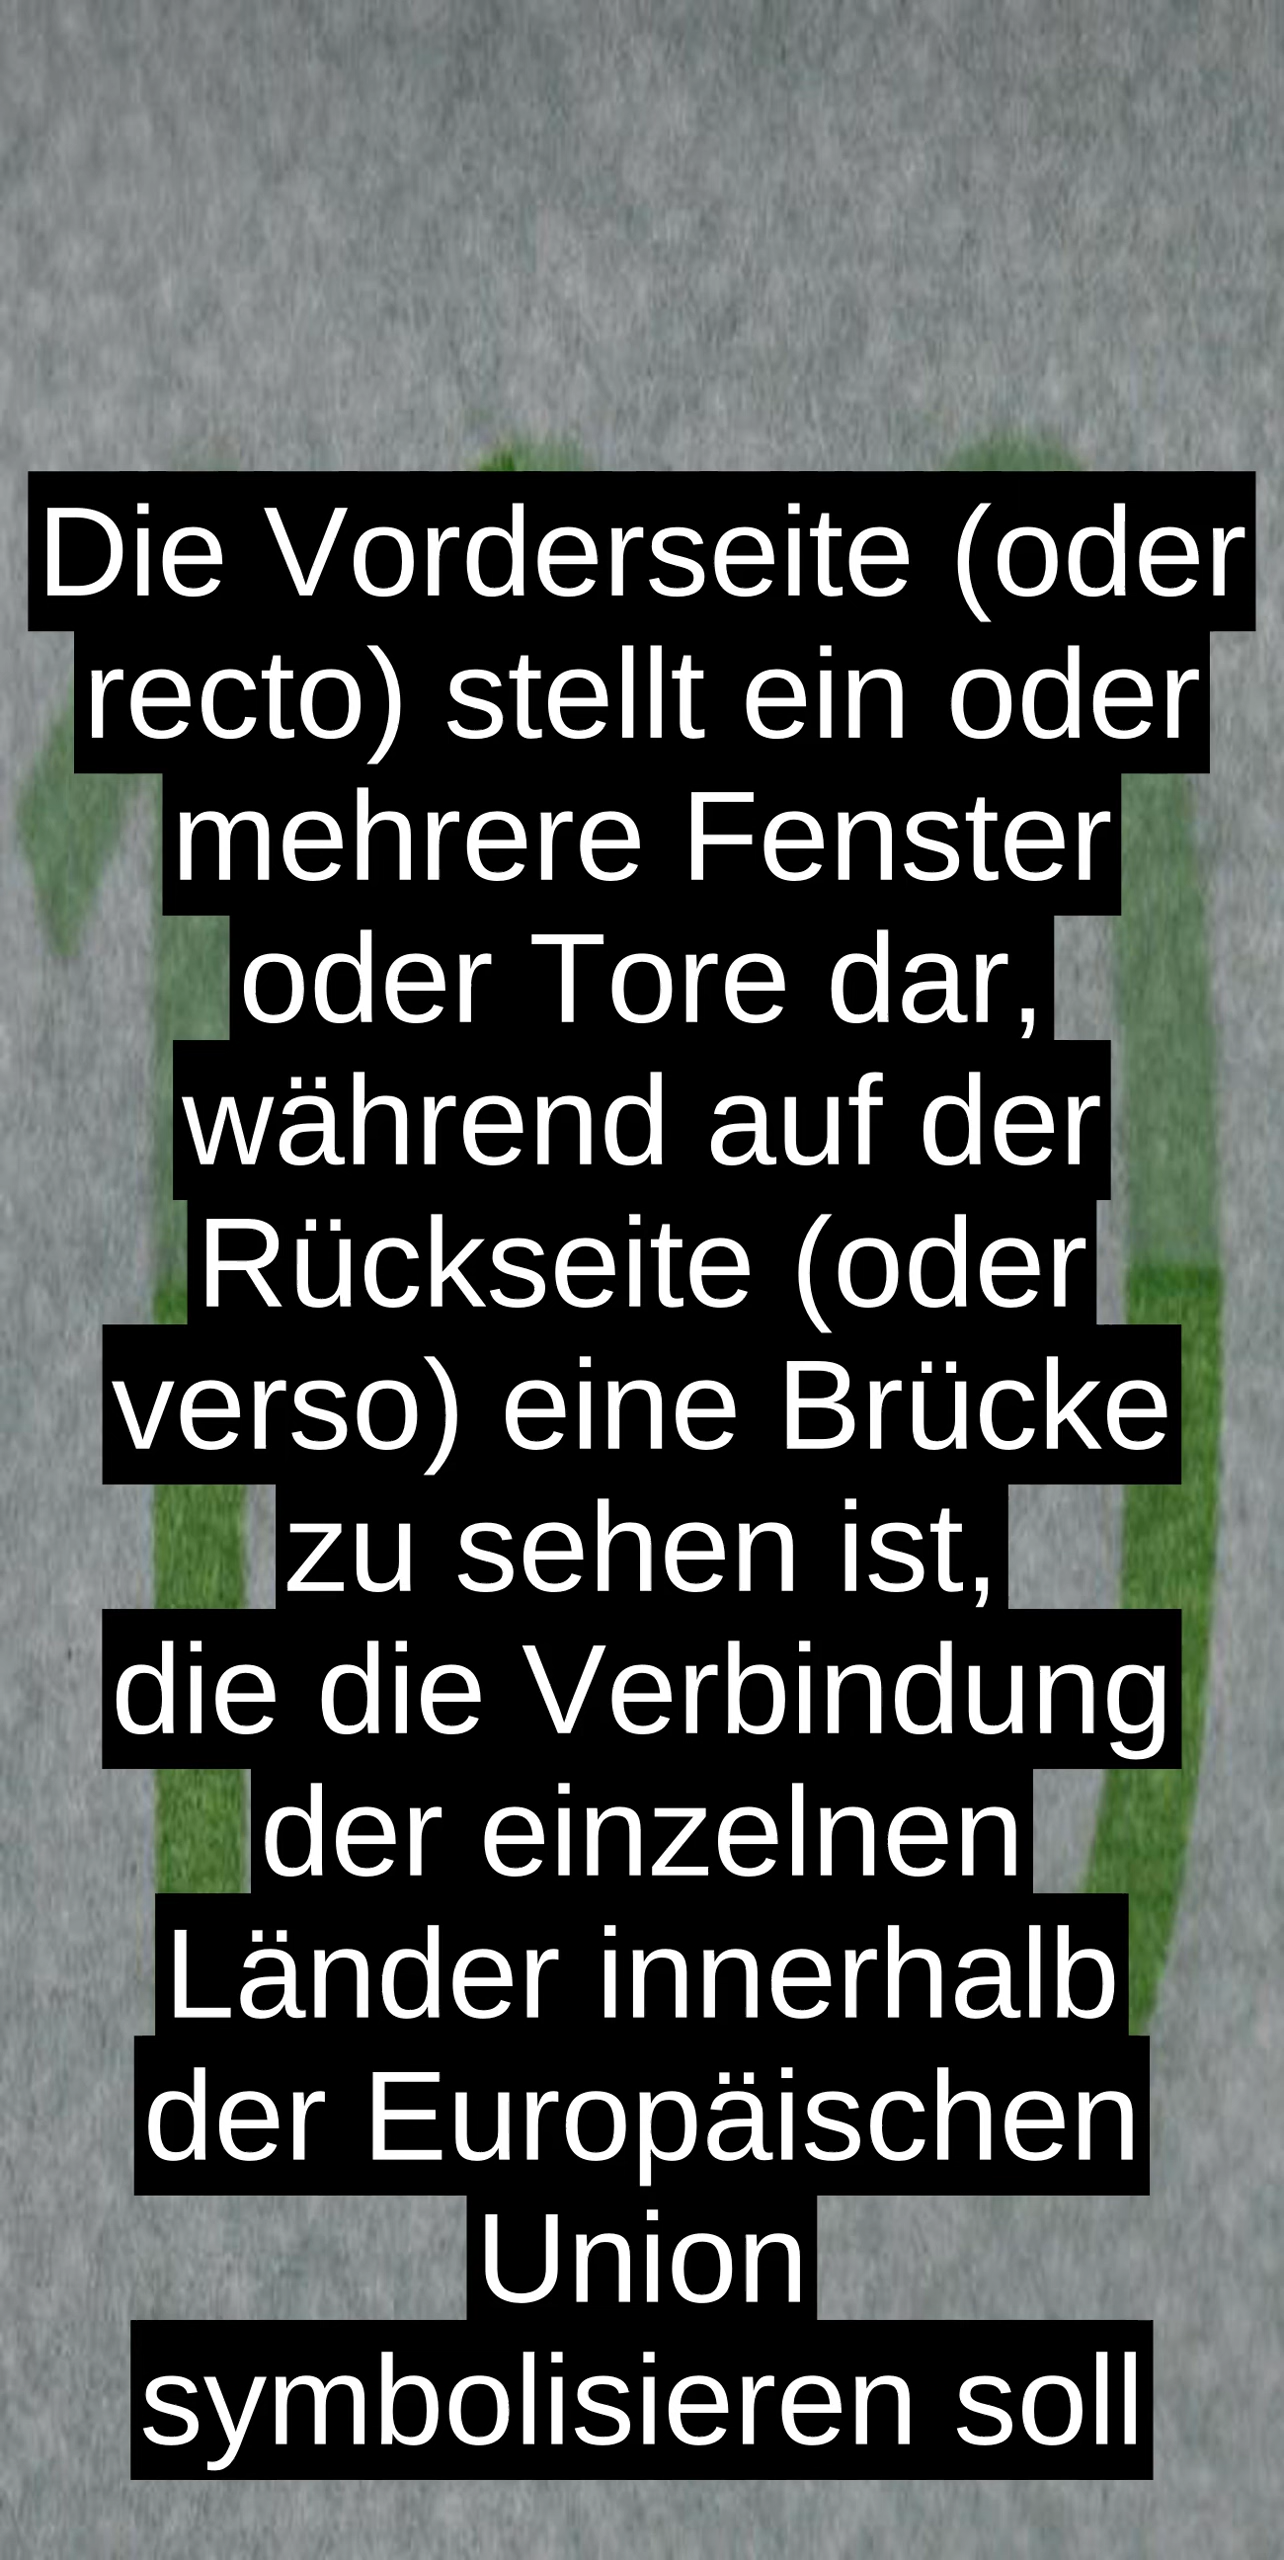 Die Vorderseite (oder
recto) stellt ein oder
mehrere Fenster
oder Tore dar,
während auf der
Rückseite (oder
verso) eine Brücke
zu sehen ist,
die die Verbindung
der einzelnen
Länder innerhalb
der Europäischen
Union
symbolisieren soll